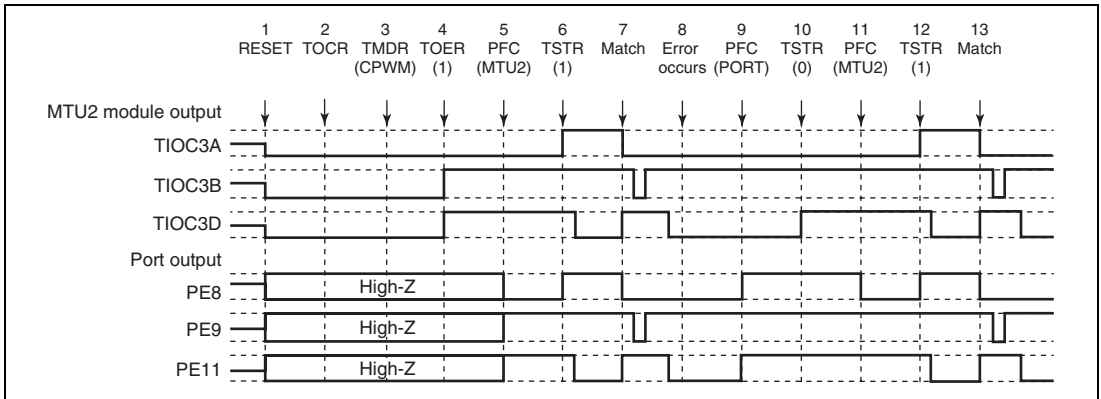 1 2 3 4 5 6 7 8 9 10 11 12 13
RESET TOCR TMDR TOER PFC TSTR Match Error PFC TSTR PFC TSTR Match
(CPWM) (1) (MTU2) (1) occurs (PORT) (0) (MTU2) (1)
MTU2 module output
TIOC3A
TIOC3B
TIOC3D
Port output
PE8 High-Z
PE9 High-Z
PE11 High-Z